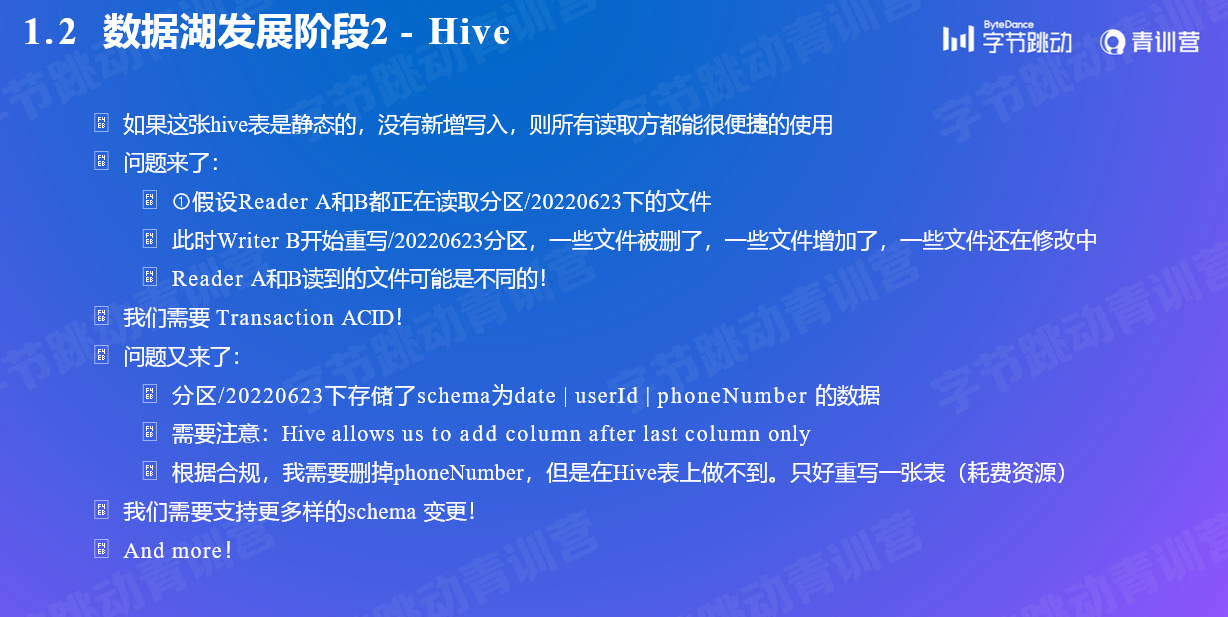 1.2 数据湖发展阶段2 - Hive
ByteDance
字节跳动
青训营
如果这张hive表是静态的，没有新增写入，则所有读取方都能很便捷的使用
问题来了：
①假设Reader A和B都正在读取分区/20220623下的文件
此时Writer B开始重写/20220623分区，一些文件被删了，一些文件增加了，一些文件还在修改中
Reader A和B读到的文件可能是不同的！
我们需要 Transaction ACID！
问题又来了：
分区/20220623下存储了schema为date | userId | phoneNumber 的数据
需要注意：Hive allows us to add column after last column only
根据合规，我需要删掉phoneNumber，但是在Hive表上做不到。只好重写一张表（耗费资源）
我们需要支持更多样的schema 变更！
And more！